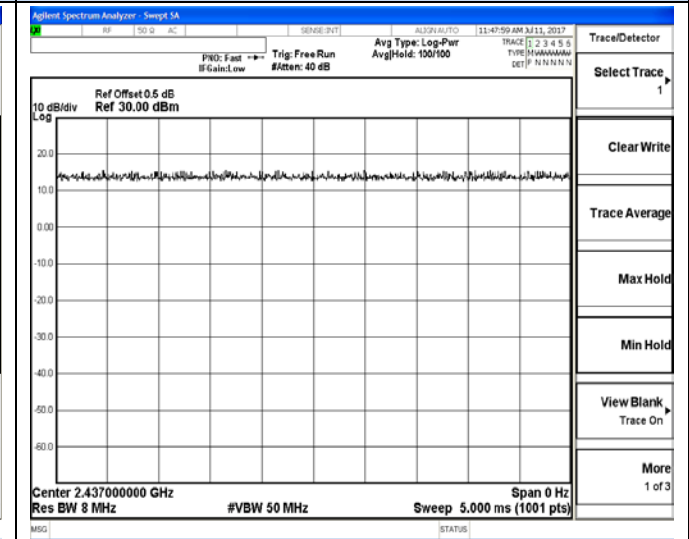 Agilent Spectrum Analyzer - Swept SA
RF 50 Ω AC SENSE:INT ALIGN AUTO 11:47:59 AM Jul 11, 2017
PNO: Fast Trig: Free Run Avg Type: Log-Pwr TRACE 1 2 3 4 5 6
IFGain:Low #Atten: 40 dB Avg|Hold: 100/100 TYPE
DET P N N N N N
Ref Offset 0.5 dB
10 dB/div Ref 30.00 dBm
Log
20.0
10.0
0.00
-10.0
-20.0
-30.0
-40.0
-50.0
-60.0
Center 2.437000000 GHz Span 0 Hz
Res BW 8 MHz #VBW 50 MHz Sweep 5.000 ms (1001 pts)
MSG STATUS
Trace/Detector
Select Trace
1
Clear Write
Trace Average
Max Hold
Min Hold
View Blank
Trace On
More
1 of 3